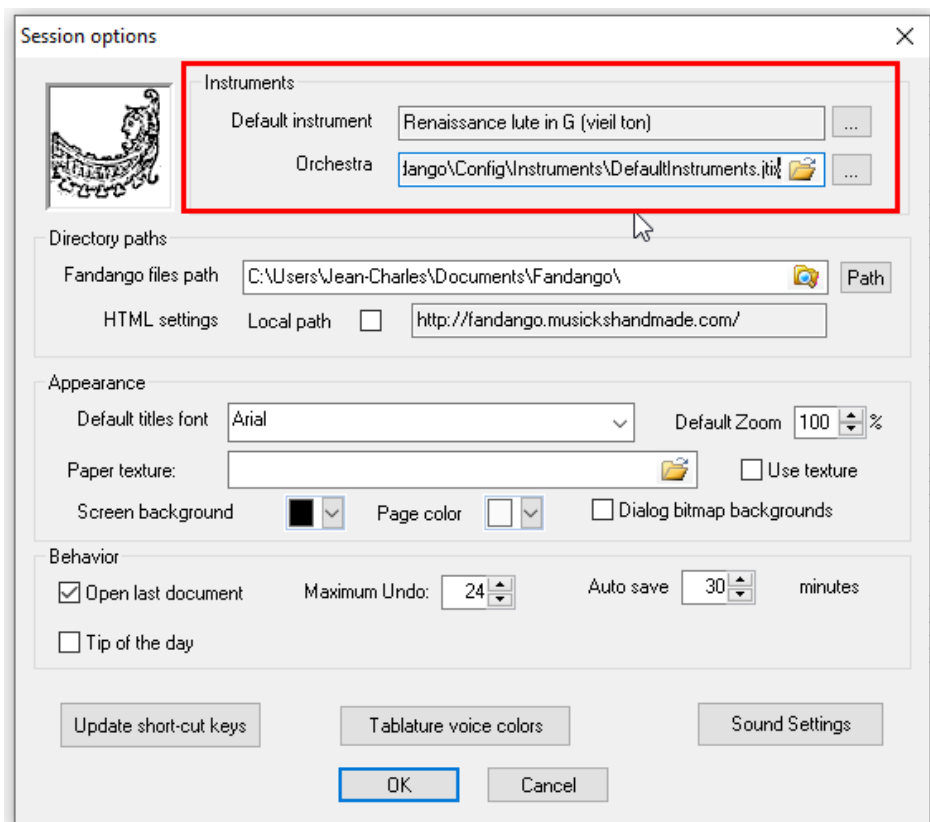 Session options
Instruments
Default instrument Renaissance lute in G (vieil ton) ...
Orchestra dango\Config\Instruments\DefaultInstruments.jtix ...
Directory paths
Fandango files path C:\Users\Jean-Charles\Documents\Fandango\ Path
HTML settings Local path http://fandango.musickshandmade.com/
Appearance
Default titles font Arial Default Zoom 100 %
Paper texture: Use texture
Screen background Page color Dialog bitmap backgrounds
Behavior
Open last document Maximum Undo: 24 Auto save 30 minutes
Tip of the day
Update short-cut keys Tablature voice colors Sound Settings
OK Cancel